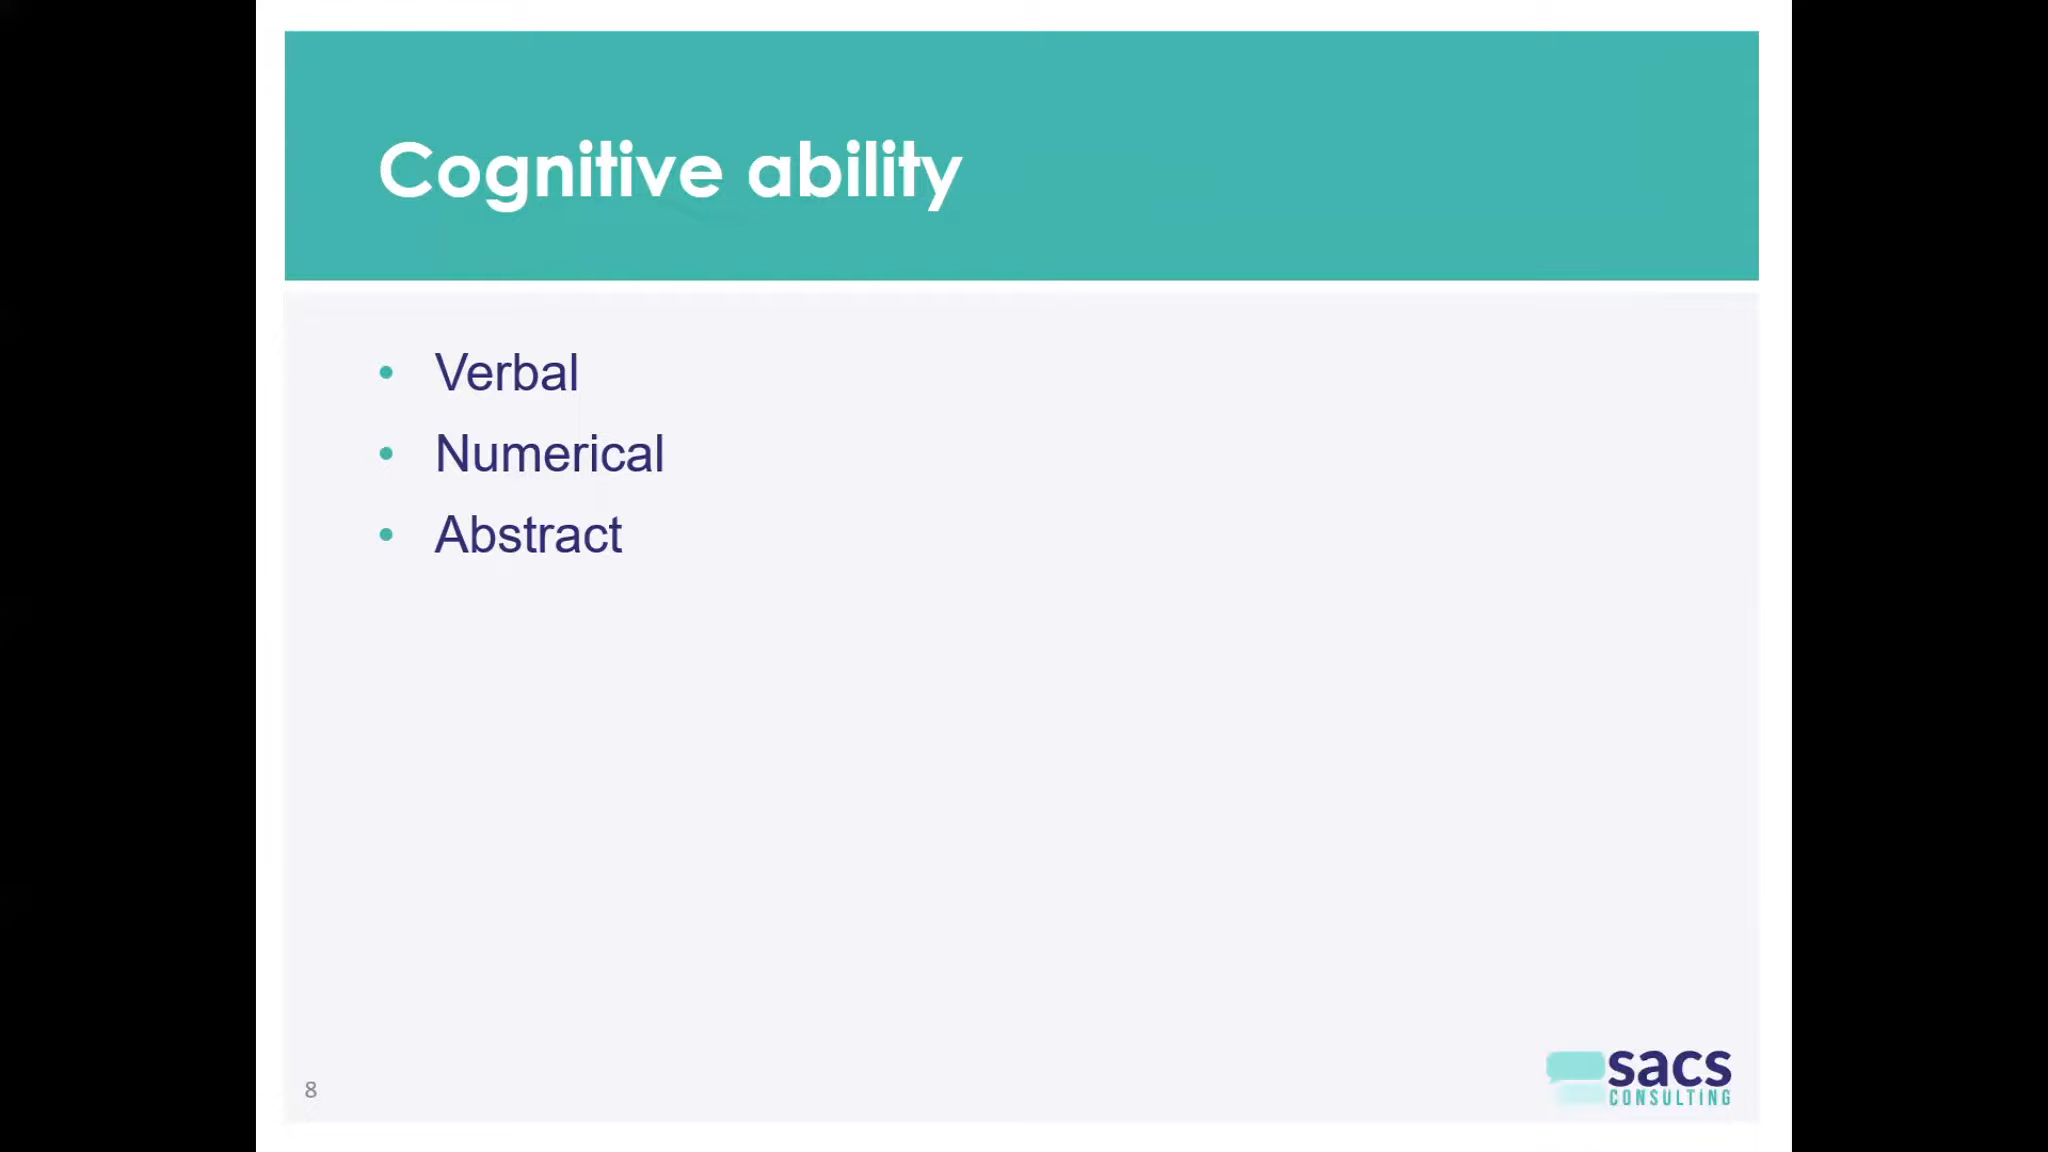 Cognitive ability
• Verbal
• Numerical
• Abstract
8
sacs
CONSULTING